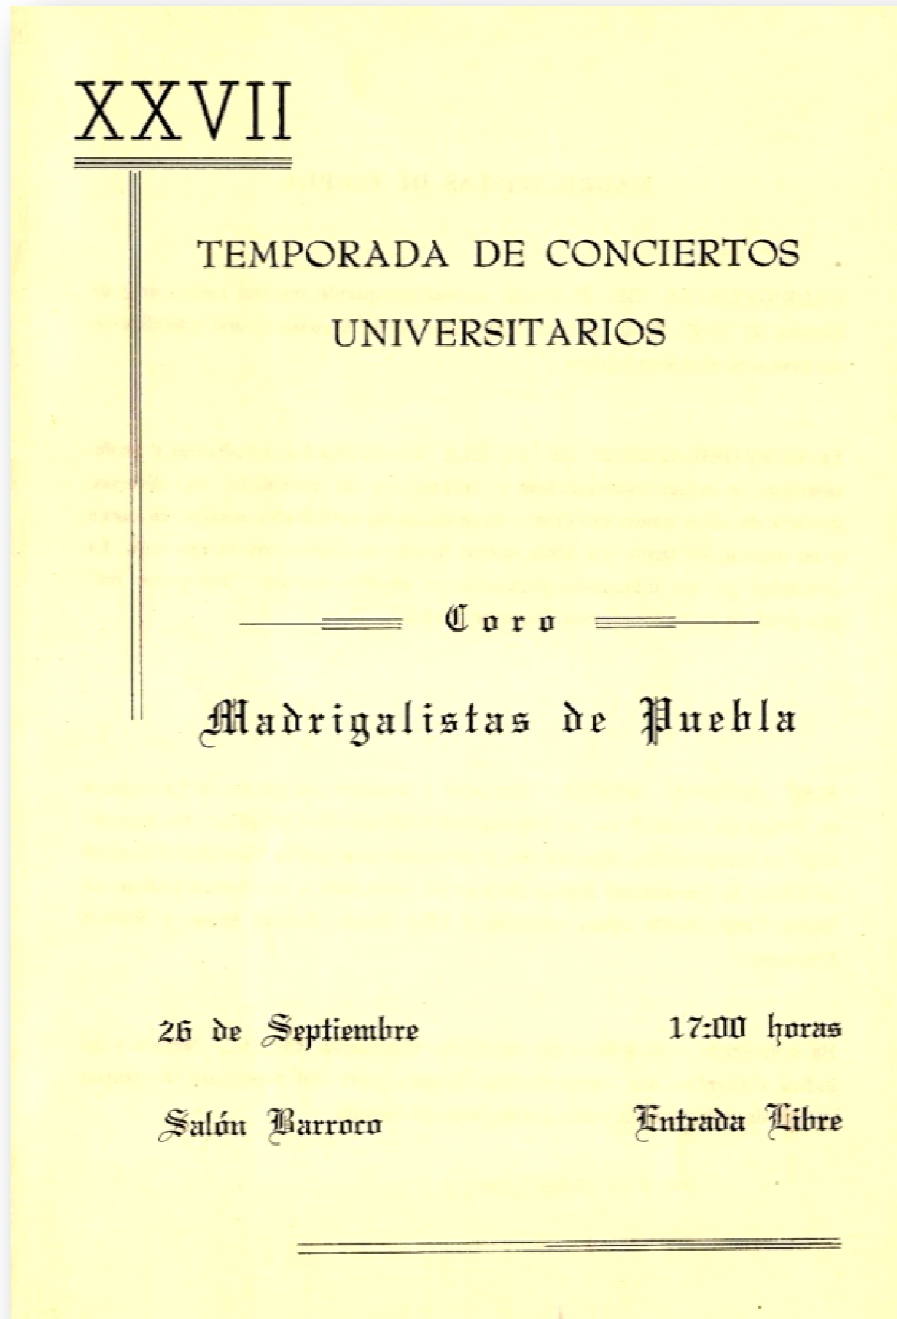 XXVII
TEMPORADA DE CONCIERTOS
UNIVERSITARIOS
Coro
Madrigalistas de Puebla
26 de Septiembre
17:00 horas
Salón Barroco
Entrada Libre